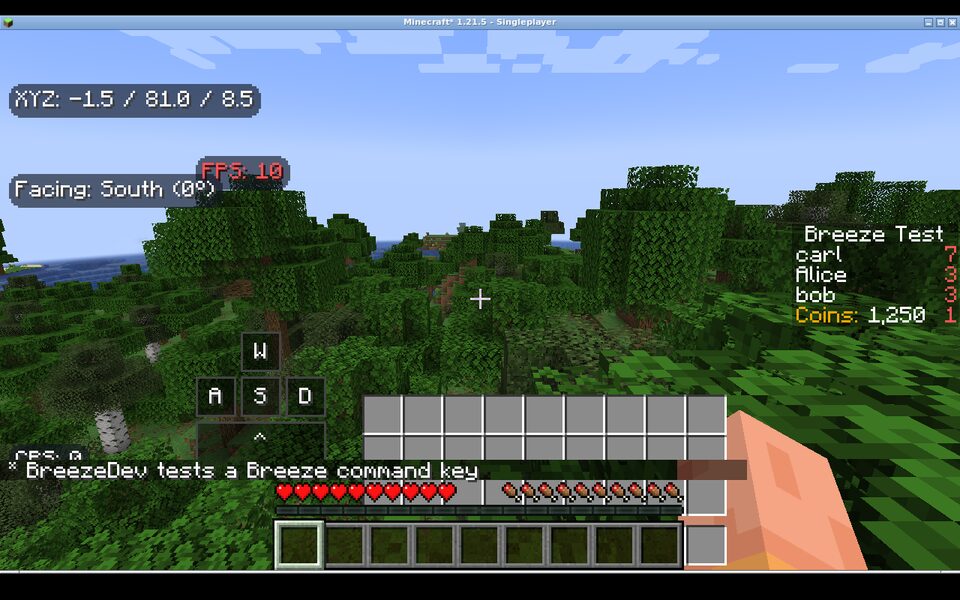 Minecraft* 1.21.5 - Singleplayer
XYZ: -1.5 / 81.0 / 8.5
FPS: 10
Facing: South (0°)
Breeze Test
carl 7
Alice 3
bob 3
Coins: 1,250 1
W
A S D
^
CPS: 0
* BreezeDev tests a Breeze command key